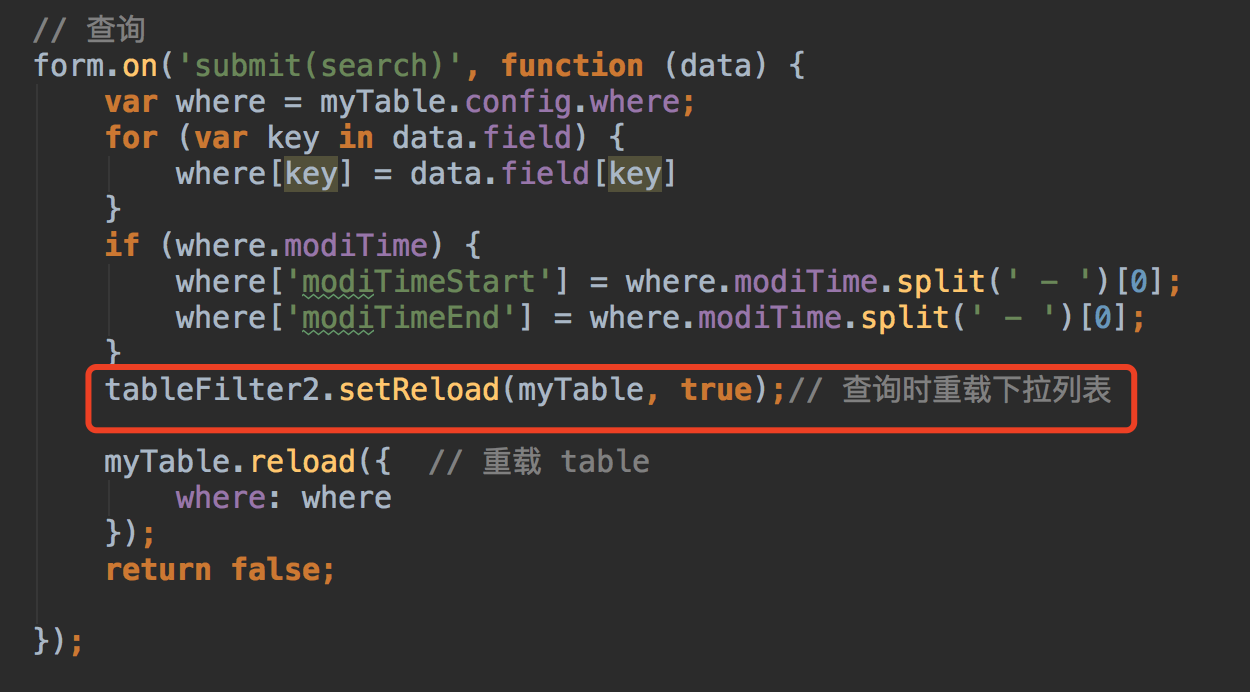 // 查询
form.on('submit(search)', function (data) {
var where = myTable.config.where;
for (var key in data.field) {
where[key] = data.field[key]
}
if (where.modiTime) {
where['modiTimeStart'] = where.modiTime.split(' - ')[0];
where['modiTimeEnd'] = where.modiTime.split(' - ')[0];
}
tableFilter2.setReload(myTable, true);// 查询时重载下拉列表
myTable.reload({  // 重载 table
where: where
});
return false;
});